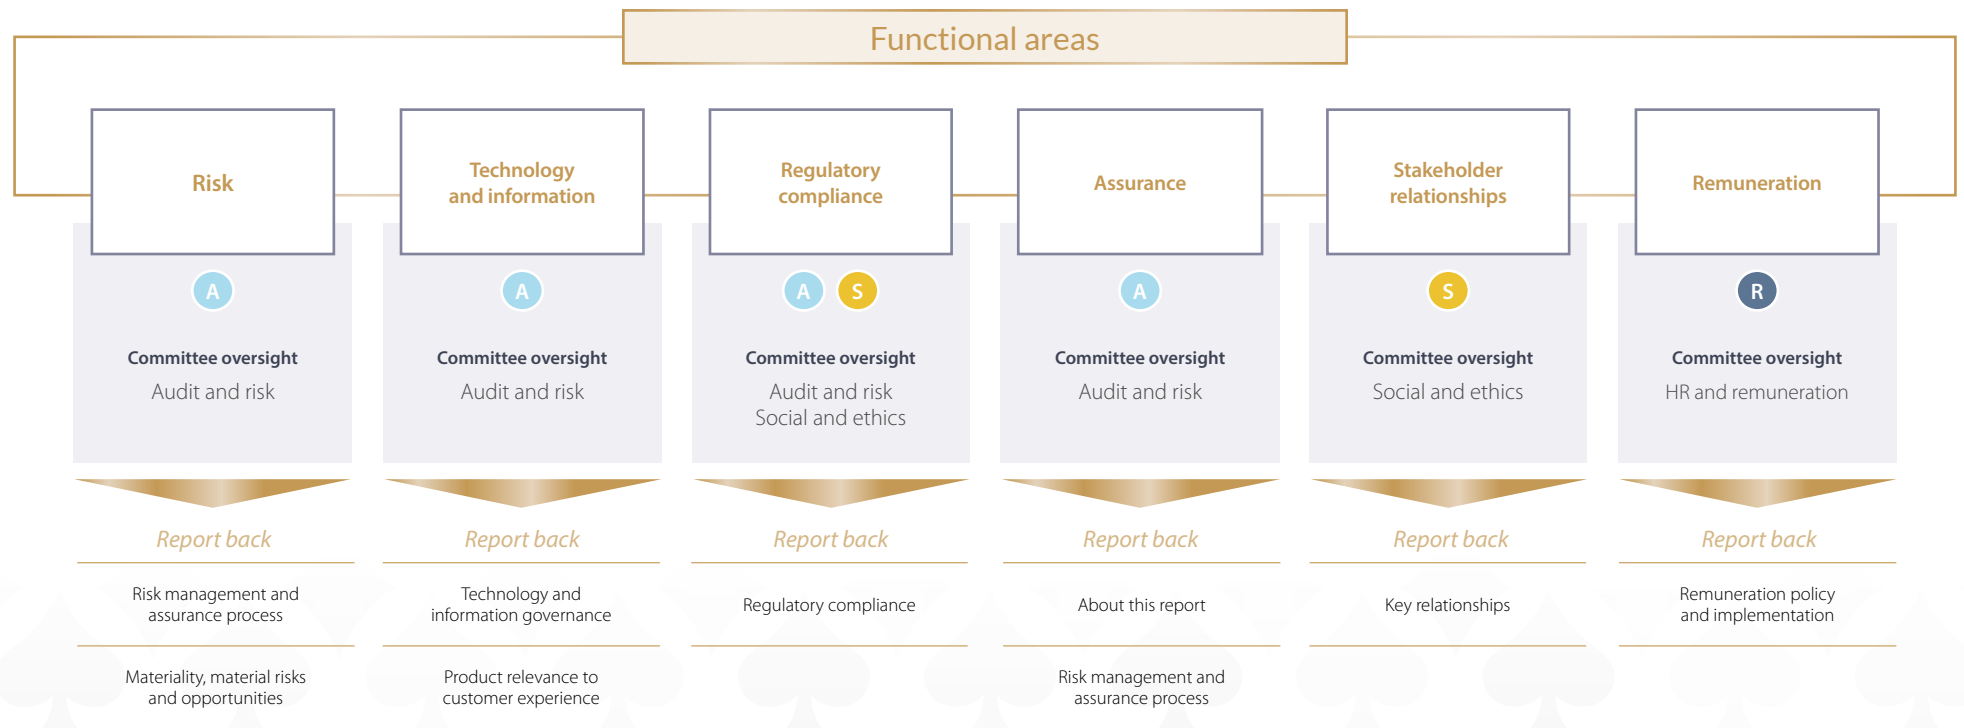 Functional areas
Risk
A
Committee oversight
Audit and risk
Report back
Risk management and
assurance process
Materiality, material risks
and opportunities
Technology
and information
A
Committee oversight
Audit and risk
Report back
Technology and
information governance
Product relevance to
customer experience
Regulatory
compliance
A S
Committee oversight
Audit and risk
Social and ethics
Report back
Regulatory compliance
Assurance
A
Committee oversight
Audit and risk
Report back
About this report
Risk management and
assurance process
Stakeholder
relationships
S
Committee oversight
Social and ethics
Report back
Key relationships
Remuneration
R
Committee oversight
HR and remuneration
Report back
Remuneration policy
and implementation